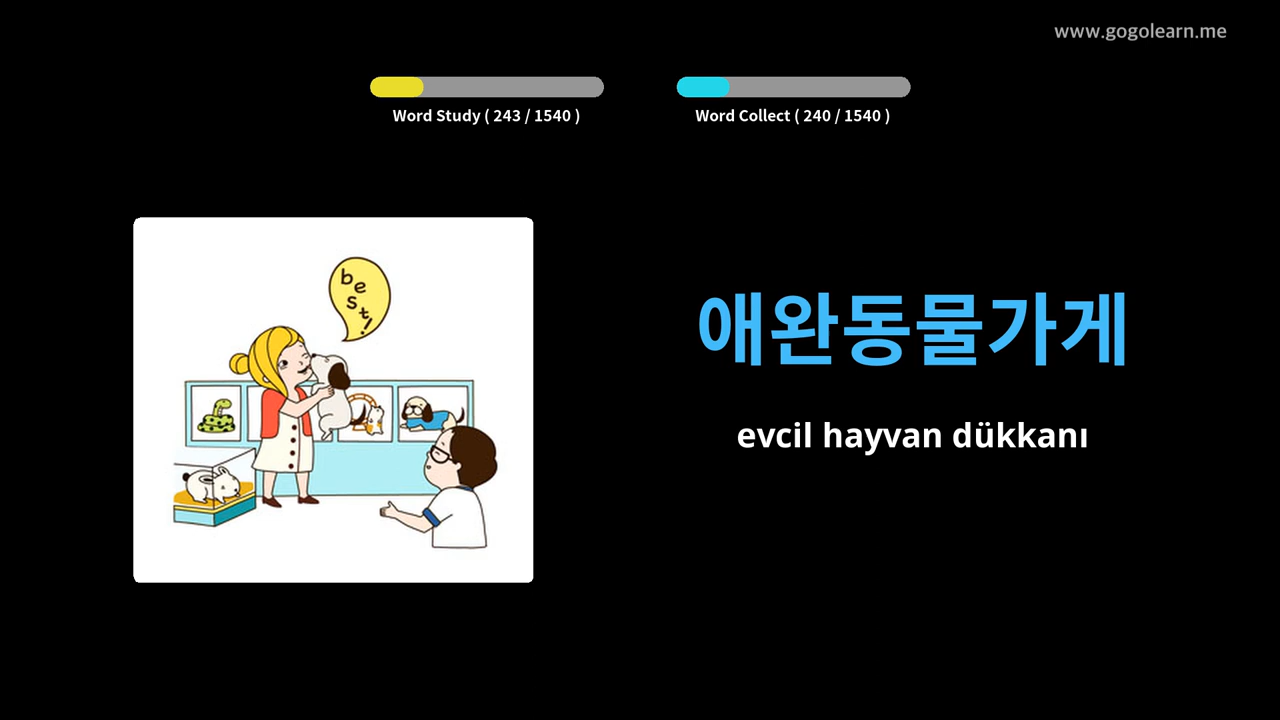 www.gogolearn.me
Word Study ( 243 / 1540 )
Word Collect ( 240 / 1540 )
best!
애완동물가게
evcil hayvan dükkanı